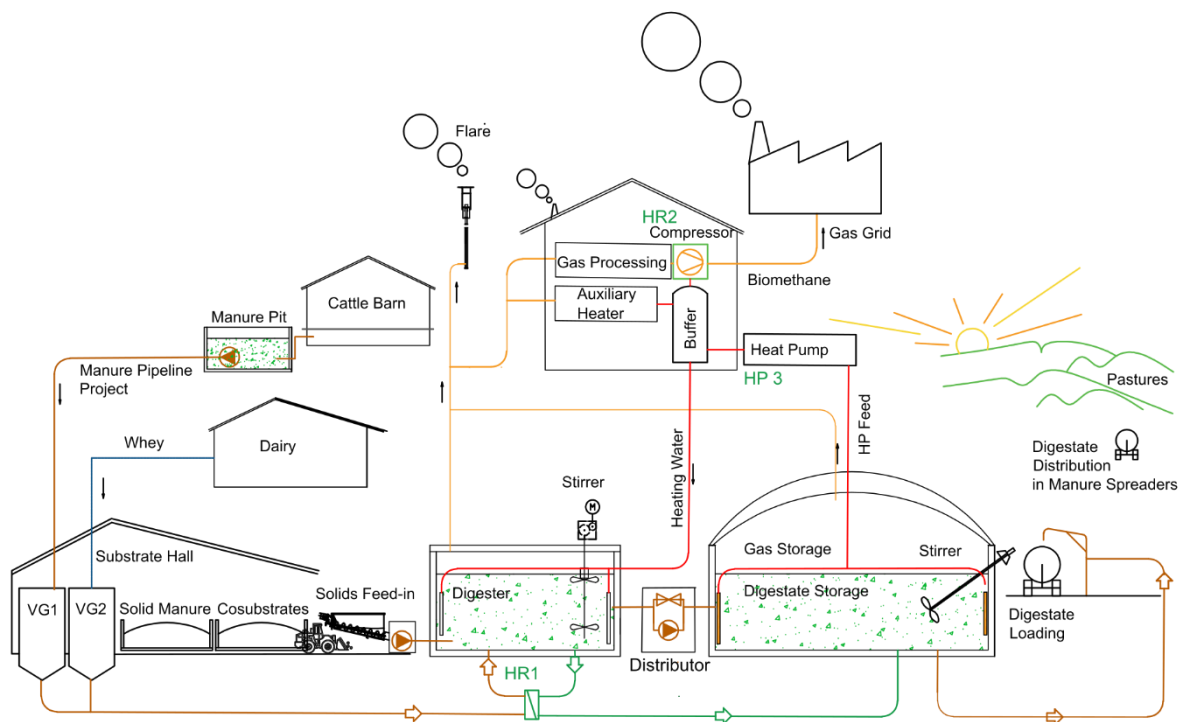 Flare
HR2
Compressor
Gas Grid
Gas Processing
Biomethane
Cattle Barn
Auxiliary
Heater
Buffer
Manure Pit
Heat Pump
HP 3
Manure Pipeline
Project
Pastures
Whey
Dairy
HP Feed
Heating Water
Digestate
Distribution
in Manure Spreaders
Stirrer
M
Substrate Hall
Gas Storage
Stirrer
VG1
VG2
Solid Manure
Cosubstrates
Solids Feed-in
Digester
Digestate Storage
Digestate
Loading
Distributor
HR1